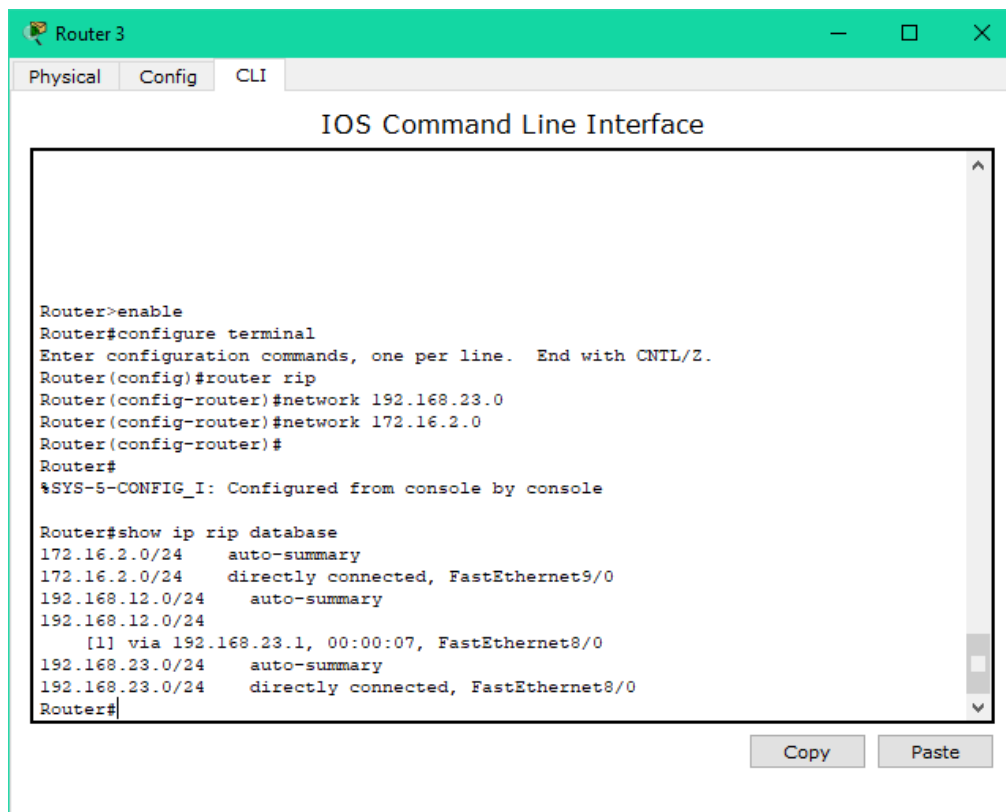 Router 3
Physical Config CLI
IOS Command Line Interface
Router>enable
Router#configure terminal
Enter configuration commands, one per line.  End with CNTL/Z.
Router(config)#router rip
Router(config-router)#network 192.168.23.0
Router(config-router)#network 172.16.2.0
Router(config-router)#
Router#
%SYS-5-CONFIG_I: Configured from console by console
Router#show ip rip database
172.16.2.0/24    auto-summary
172.16.2.0/24    directly connected, FastEthernet9/0
192.168.12.0/24    auto-summary
192.168.12.0/24
    [1] via 192.168.23.1, 00:00:07, FastEthernet8/0
192.168.23.0/24    auto-summary
192.168.23.0/24    directly connected, FastEthernet8/0
Router#
Copy Paste